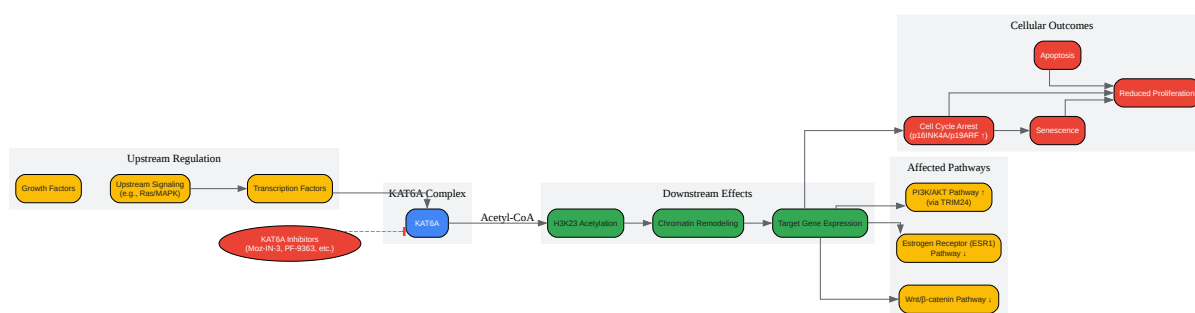 Cellular Outcomes
Apoptosis
Reduced Proliferation
Cell Cycle Arrest
(p16INK4A/p19ARF ↑)
Senescence
Upstream Regulation
Growth Factors
Upstream Signaling
(e.g., Ras/MAPK)
Transcription Factors
KAT6A Complex
KAT6A
KAT6A Inhibitors
(Moz-IN-3, PF-9363, etc.)
Acetyl-CoA
Downstream Effects
H3K23 Acetylation
Chromatin Remodeling
Target Gene Expression
Affected Pathways
PI3K/AKT Pathway ↑
(via TRIM24)
Estrogen Receptor (ESR1)
Pathway ↓
Wnt/β-catenin Pathway ↓